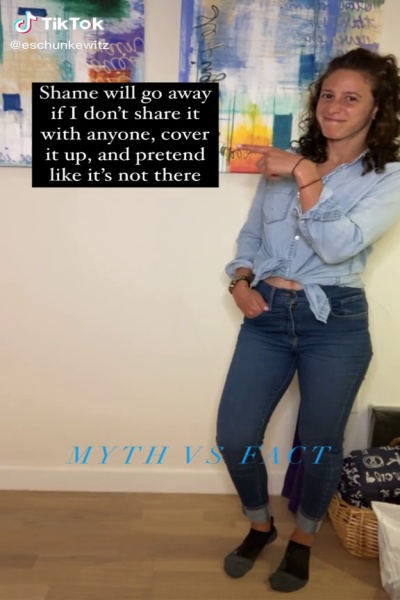 TikTok
@eschunkewitz
Shame will go away
if I don't share it
with anyone, cover
it up, and pretend
like it's not there
MYTH VS FACT